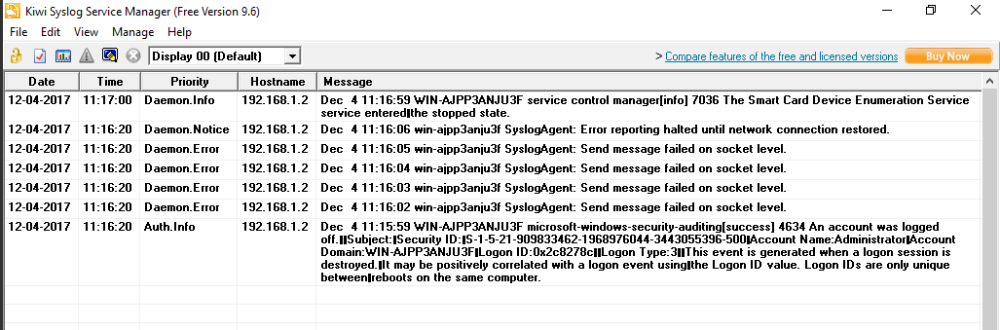 Kiwi Syslog Service Manager (Free Version 9.6)
File Edit View Manage Help
Display 00 (Default)
> Compare features of the free and licensed versions Buy Now
Date Time Priority Hostname Message
12-04-2017 11:17:00 Daemon.Info 192.168.1.2 Dec 4 11:16:59 WIN-AJPP3ANJU3F service control manager[info] 7036 The Smart Card Device Enumeration Service
service entered|the stopped state.
12-04-2017 11:16:20 Daemon.Notice 192.168.1.2 Dec 4 11:16:06 win-ajpp3anju3f SyslogAgent: Error reporting halted until network connection restored.
12-04-2017 11:16:20 Daemon.Error 192.168.1.2 Dec 4 11:16:05 win-ajpp3anju3f SyslogAgent: Send message failed on socket level.
12-04-2017 11:16:20 Daemon.Error 192.168.1.2 Dec 4 11:16:04 win-ajpp3anju3f SyslogAgent: Send message failed on socket level.
12-04-2017 11:16:20 Daemon.Error 192.168.1.2 Dec 4 11:16:03 win-ajpp3anju3f SyslogAgent: Send message failed on socket level.
12-04-2017 11:16:20 Daemon.Error 192.168.1.2 Dec 4 11:16:02 win-ajpp3anju3f SyslogAgent: Send message failed on socket level.
12-04-2017 11:16:20 Auth.Info 192.168.1.2 Dec 4 11:15:59 WIN-AJPP3ANJU3F microsoft-windows-security-auditing[success] 4634 An account was logged
off.||Subject:|Security ID:|S-1-5-21-909833462-1968976044-3443055396-500|Account Name:Administrator|Account
Domain:WIN-AJPP3ANJU3F|Logon ID:0x2c8278c||Logon Type:3||This event is generated when a logon session is
destroyed.|It may be positively correlated with a logon event using|the Logon ID value. Logon IDs are only unique
between|reboots on the same computer.